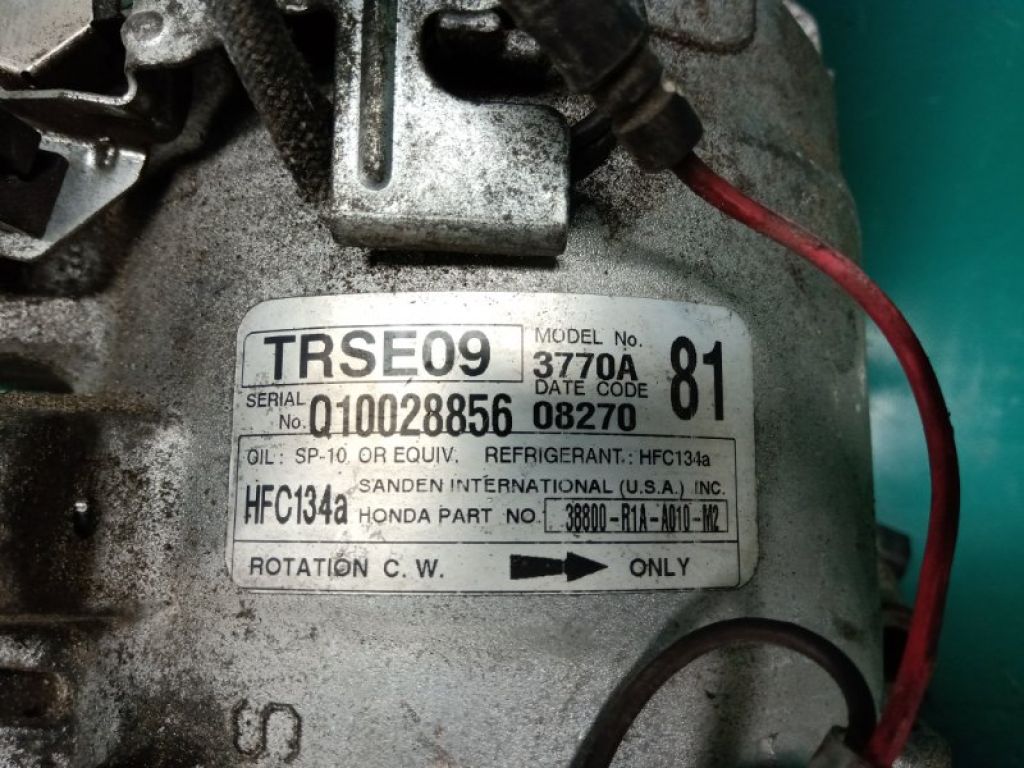 TRSE09 MODEL No. 3770A 81
SERIAL No. Q10028856 DATE CODE 08270
OIL: SP-10 OR EQUIV. REFRIGERANT.: HFC134a
HFC134a SANDEN INTERNATIONAL (U.S.A.) INC.
HONDA PART NO. 38800-R1A-A010-M2
ROTATION C. W. ONLY
S